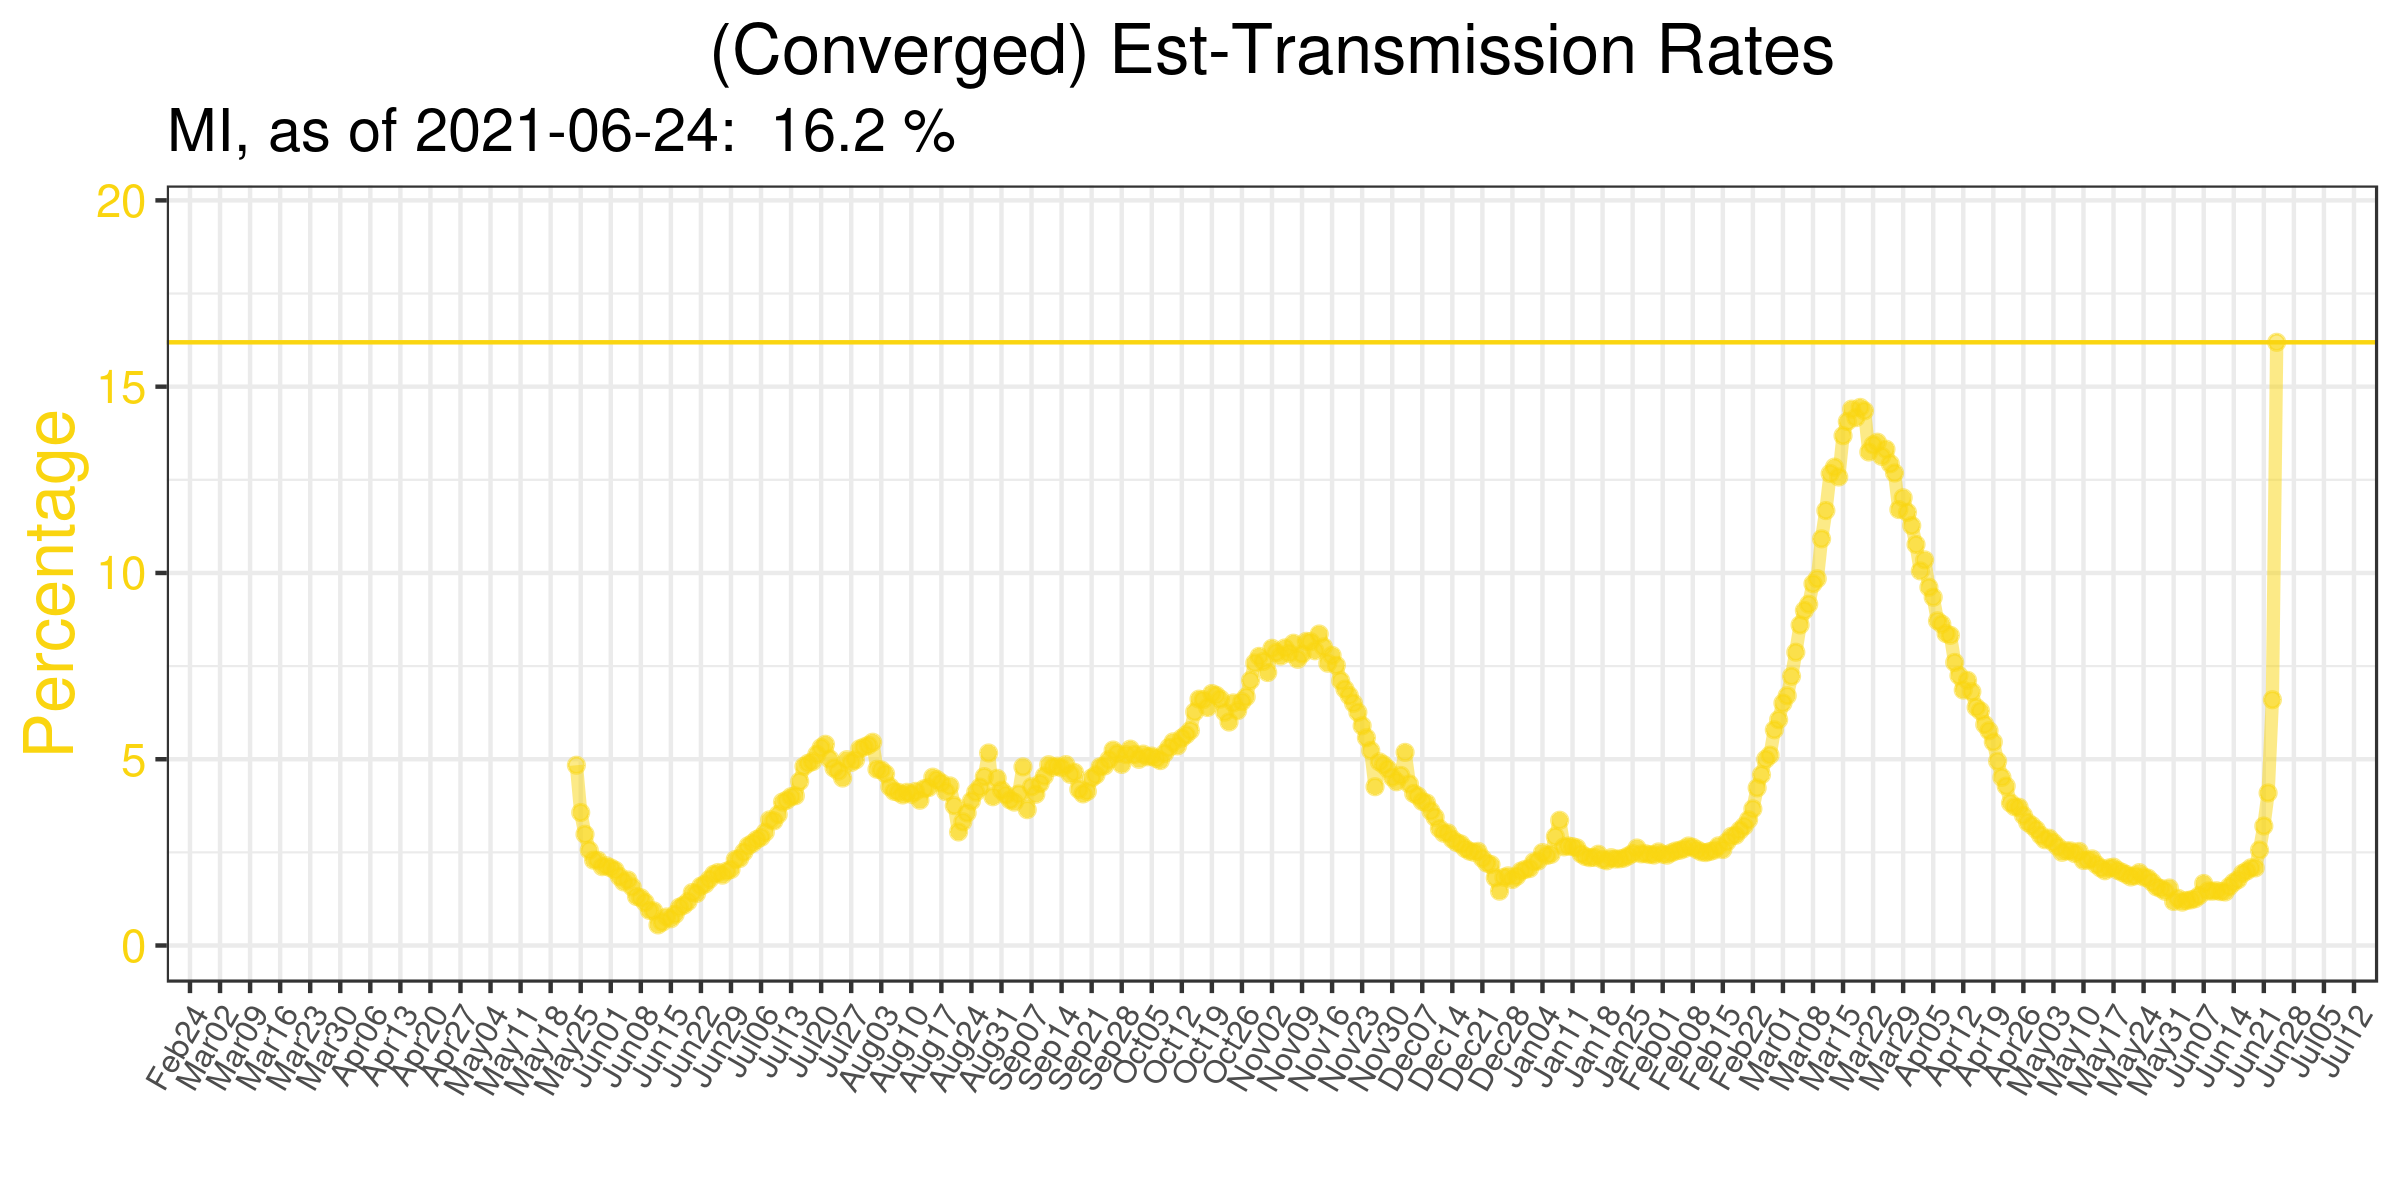 (Converged) Est-Transmission Rates
MI, as of 2021-06-24:  16.2 %
Percentage
20
15
10
5
0
Feb24
Mar02
Mar09
Mar16
Mar23
Mar30
Apr06
Apr13
Apr20
Apr27
May04
May11
May18
May25
Jun01
Jun08
Jun15
Jun22
Jun29
Jul06
Jul13
Jul20
Jul27
Aug03
Aug10
Aug17
Aug24
Aug31
Sep07
Sep14
Sep21
Sep28
Oct05
Oct12
Oct19
Oct26
Nov02
Nov09
Nov16
Nov23
Nov30
Dec07
Dec14
Dec21
Dec28
Jan04
Jan11
Jan18
Jan25
Feb01
Feb08
Feb15
Feb22
Mar01
Mar08
Mar15
Mar22
Mar29
Apr05
Apr12
Apr19
Apr26
May03
May10
May17
May24
May31
Jun07
Jun14
Jun21
Jun28
Jul05
Jul12